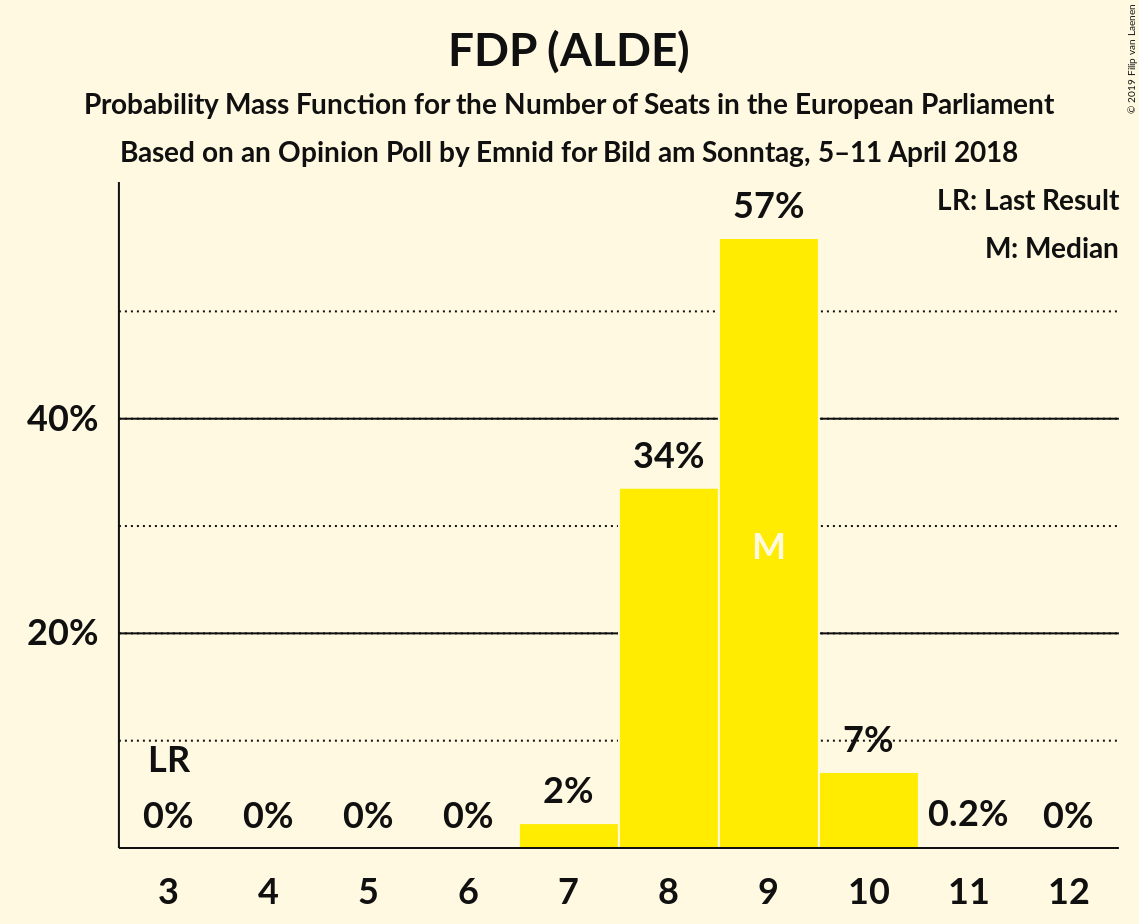 FDP (ALDE)
Probability Mass Function for the Number of Seats in the European Parliament
Based on an Opinion Poll by Emnid for Bild am Sonntag, 5–11 April 2018
© 2019 Filip van Laenen
LR: Last Result
M: Median
57%
40%
34%
M
20%
LR
7%
2%
0%
0%
0%
0%
0.2%
0%
3
4
5
6
7
8
9
10
11
12